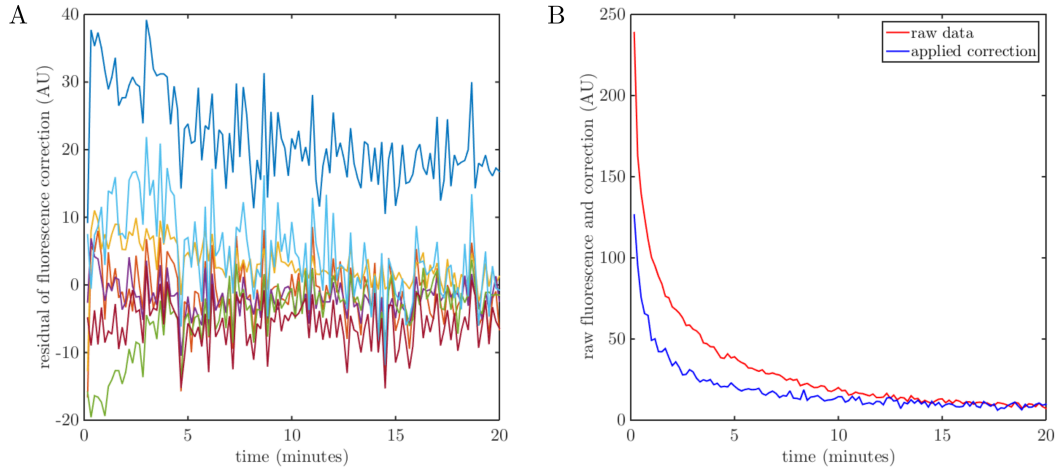 A
40
30
20
10
0
-10
-20
0
5
10
15
20
time (minutes)
residual of fluorescence correction (AU)
B
250
200
150
100
50
0
0
5
10
15
20
time (minutes)
raw fluorescence and correction (AU)
raw data
applied correction